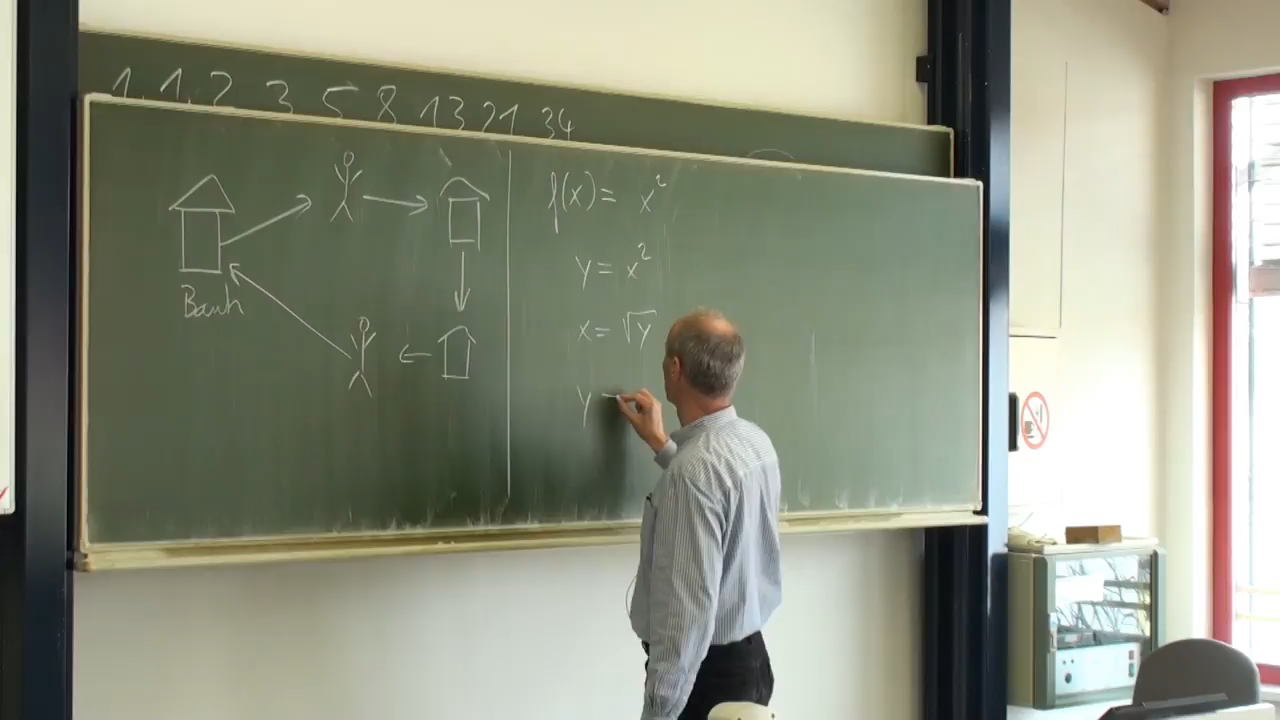 1, 1, 2 3 5 8 13 21 34
Bank
f(x) = x²
y = x²
x = √y
y =